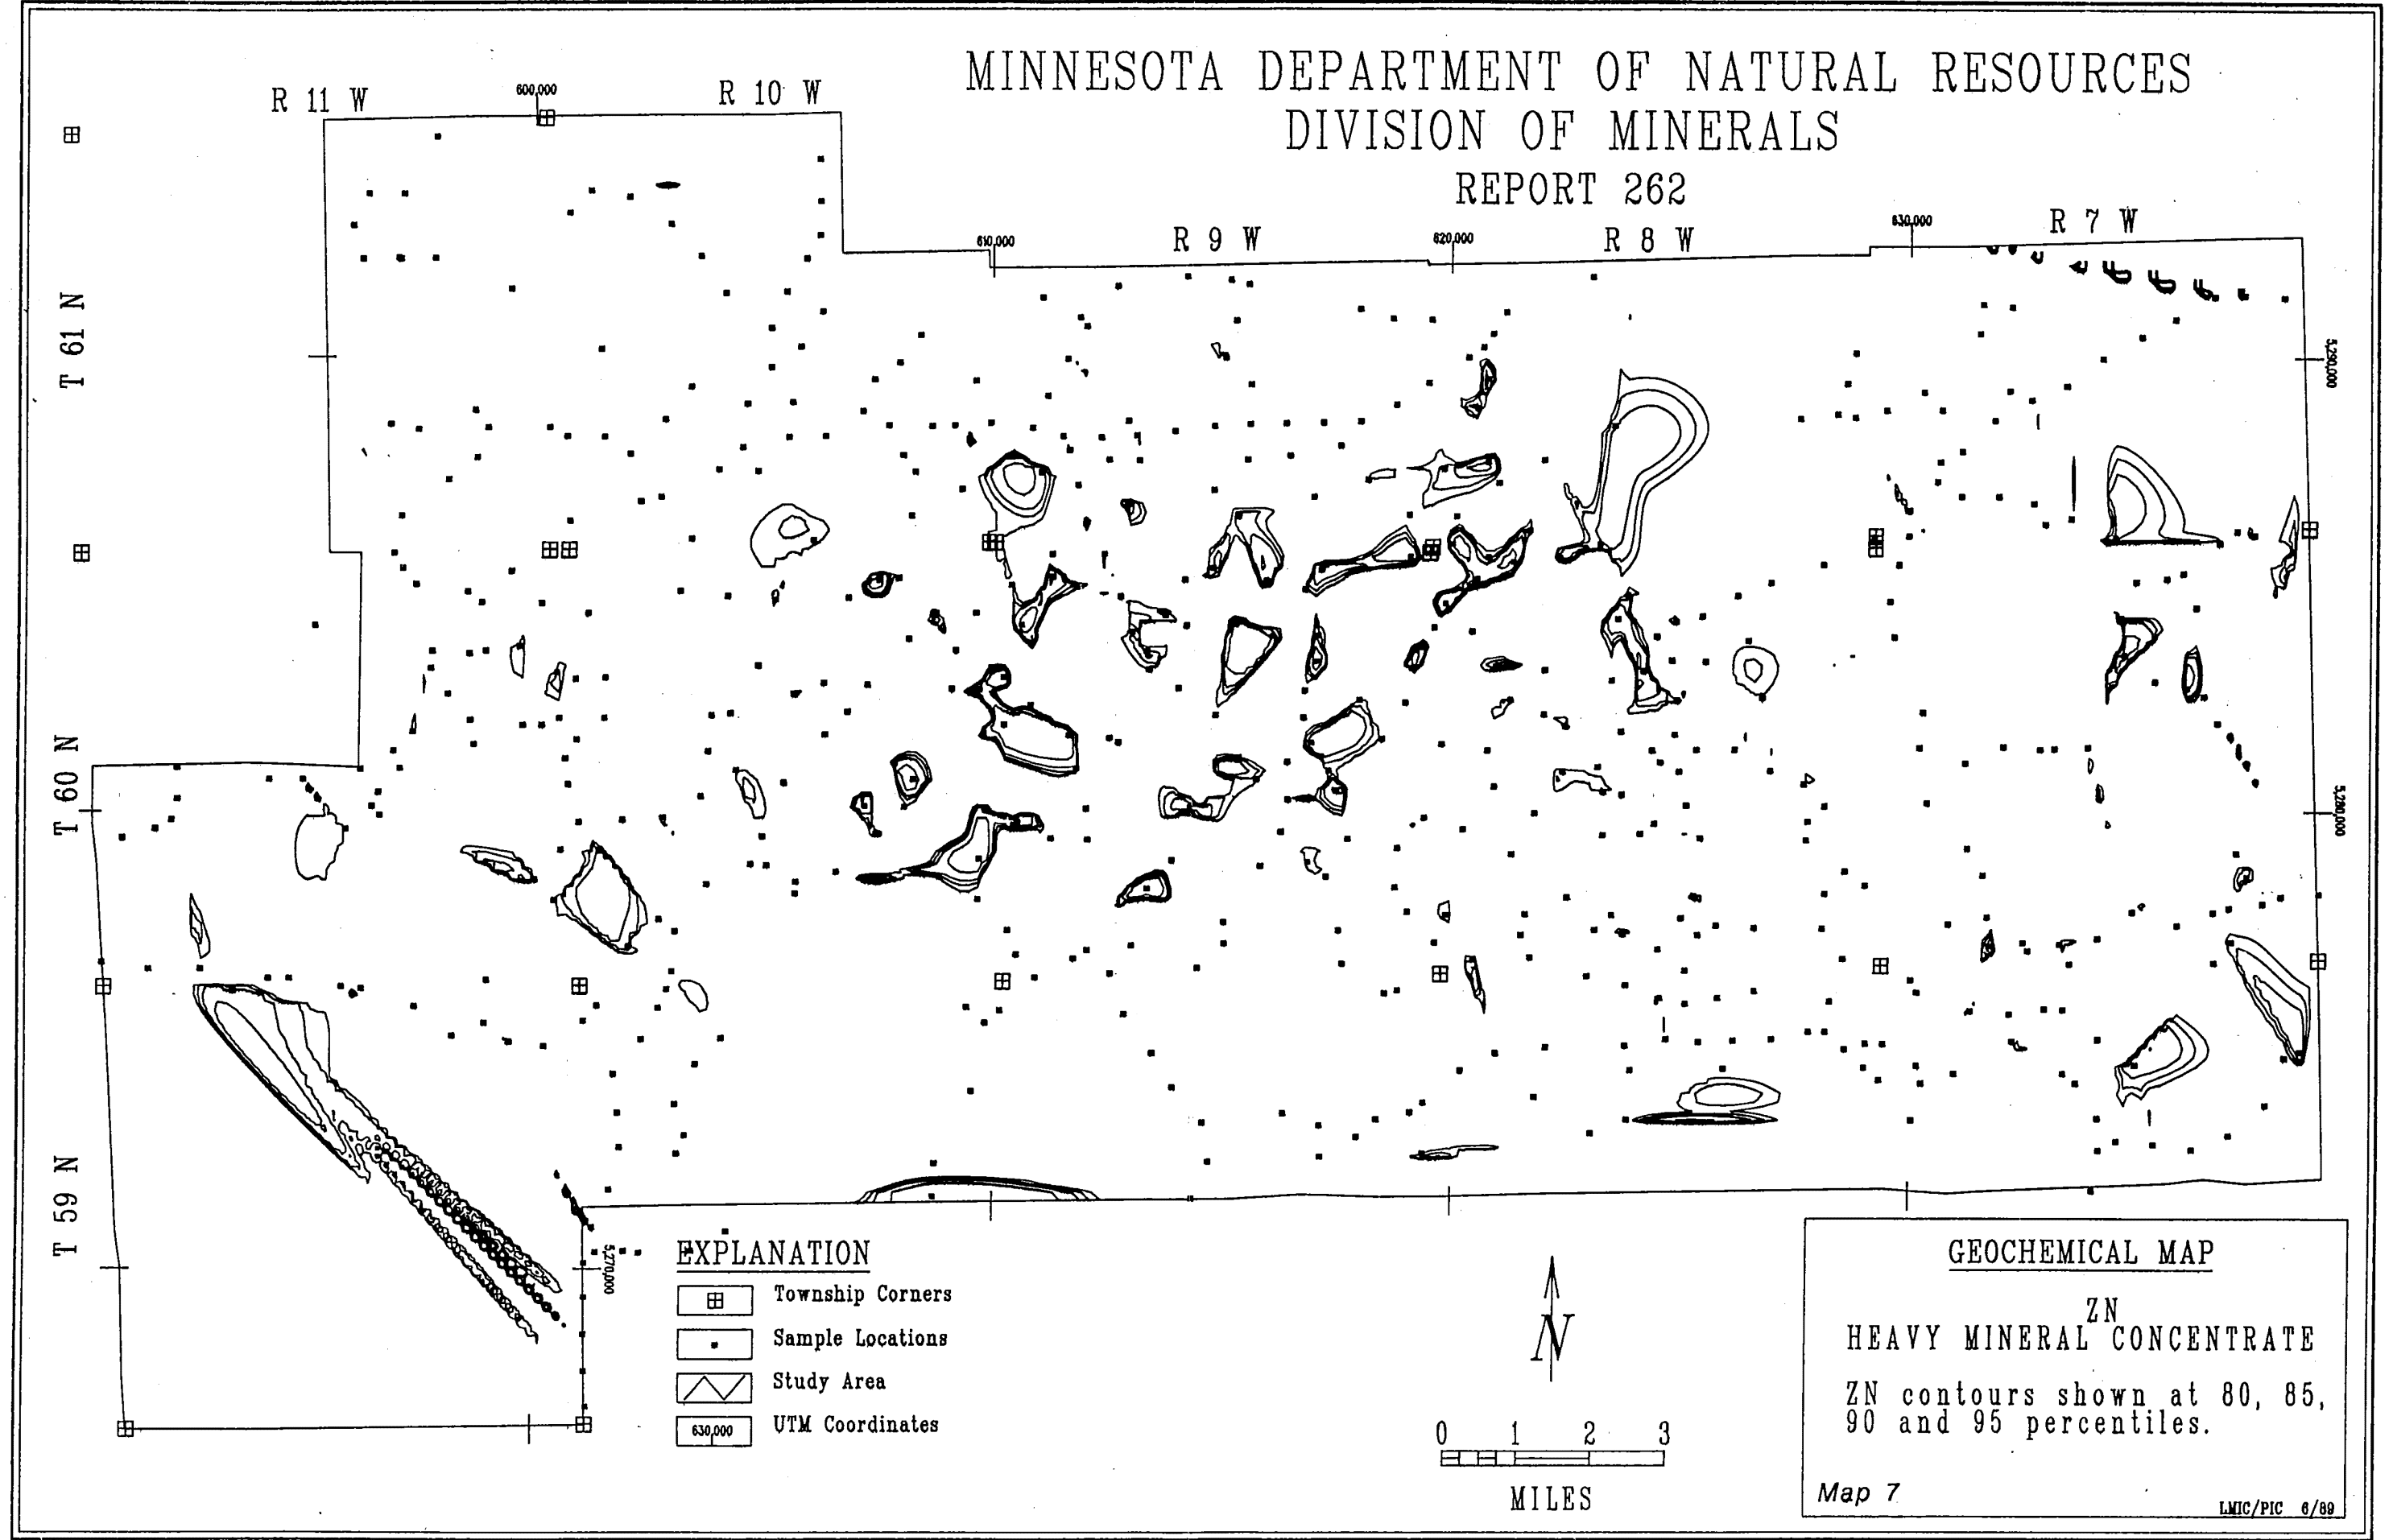 MINNESOTA DEPARTMENT OF NATURAL RESOURCES
DIVISION OF MINERALS
REPORT 262
R 11 W
600,000
R 10 W
610,000
R 9 W
620,000
R 8 W
630,000
R 7 W
T 61 N
5,290,000
T 60 N
5,280,000
T 59 N
5,270,000
EXPLANATION
Township Corners
Sample Locations
Study Area
630,000
UTM Coordinates
N
0 1 2 3
MILES
GEOCHEMICAL MAP
ZN
HEAVY MINERAL CONCENTRATE
ZN contours shown at 80, 85,
90 and 95 percentiles.
Map 7
LMIC/PIC 6/89